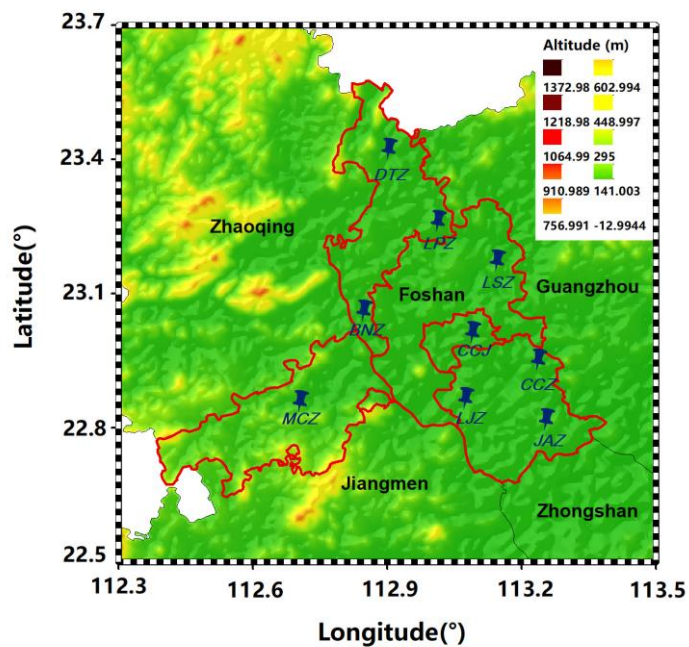 23.7
23.4
23.1
22.8
22.5
Latitude(°)
112.3
112.6
112.9
113.2
113.5
Longitude(°)
Altitude (m)
1372.98
602.994
1218.98
448.997
1064.99
295
910.989
141.003
756.991
-12.9944
DTZ
Zhaoqing
LPZ
LSZ
Guangzhou
Foshan
BNZ
CGJ
CCZ
MCZ
LJZ
JAZ
Jiangmen
Zhongshan